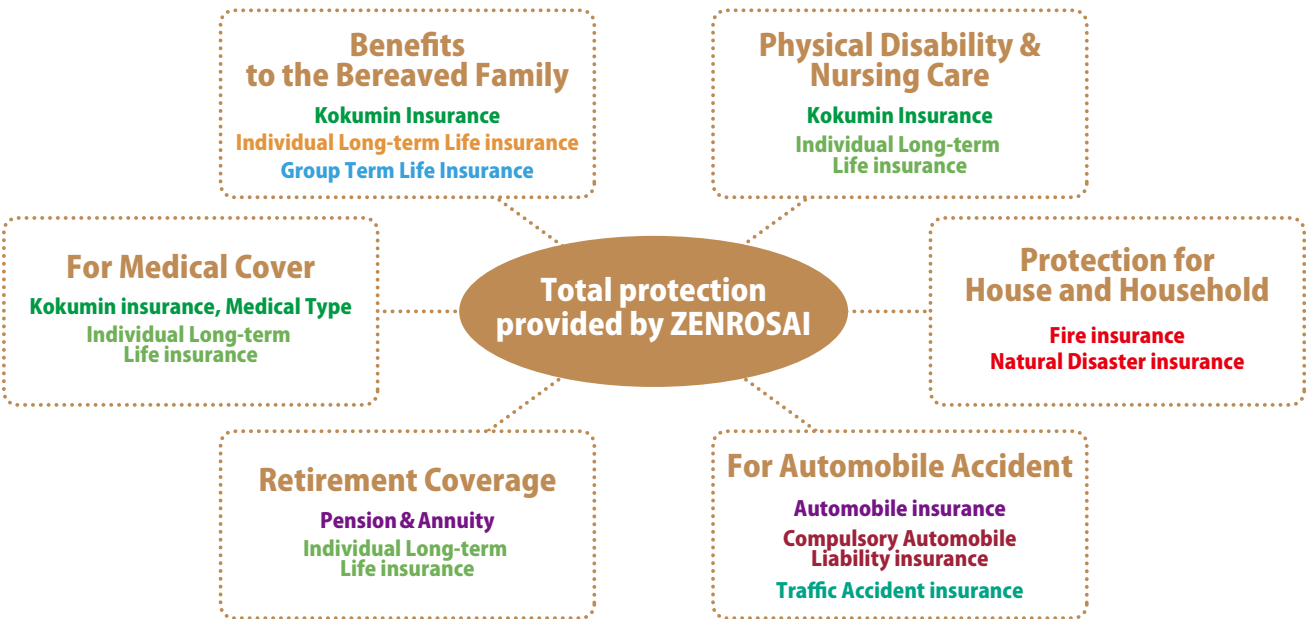 Benefits
to the Bereaved Family
Kokumin Insurance
Individual Long-term Life insurance
Group Term Life Insurance
Physical Disability &
Nursing Care
Kokumin Insurance
Individual Long-term
Life insurance
For Medical Cover
Kokumin insurance, Medical Type
Individual Long-term
Life insurance
Total protection
provided by ZENROSAI
Protection for
House and Household
Fire insurance
Natural Disaster insurance
Retirement Coverage
Pension & Annuity
Individual Long-term
Life insurance
For Automobile Accident
Automobile insurance
Compulsory Automobile
Liability insurance
Traffic Accident insurance